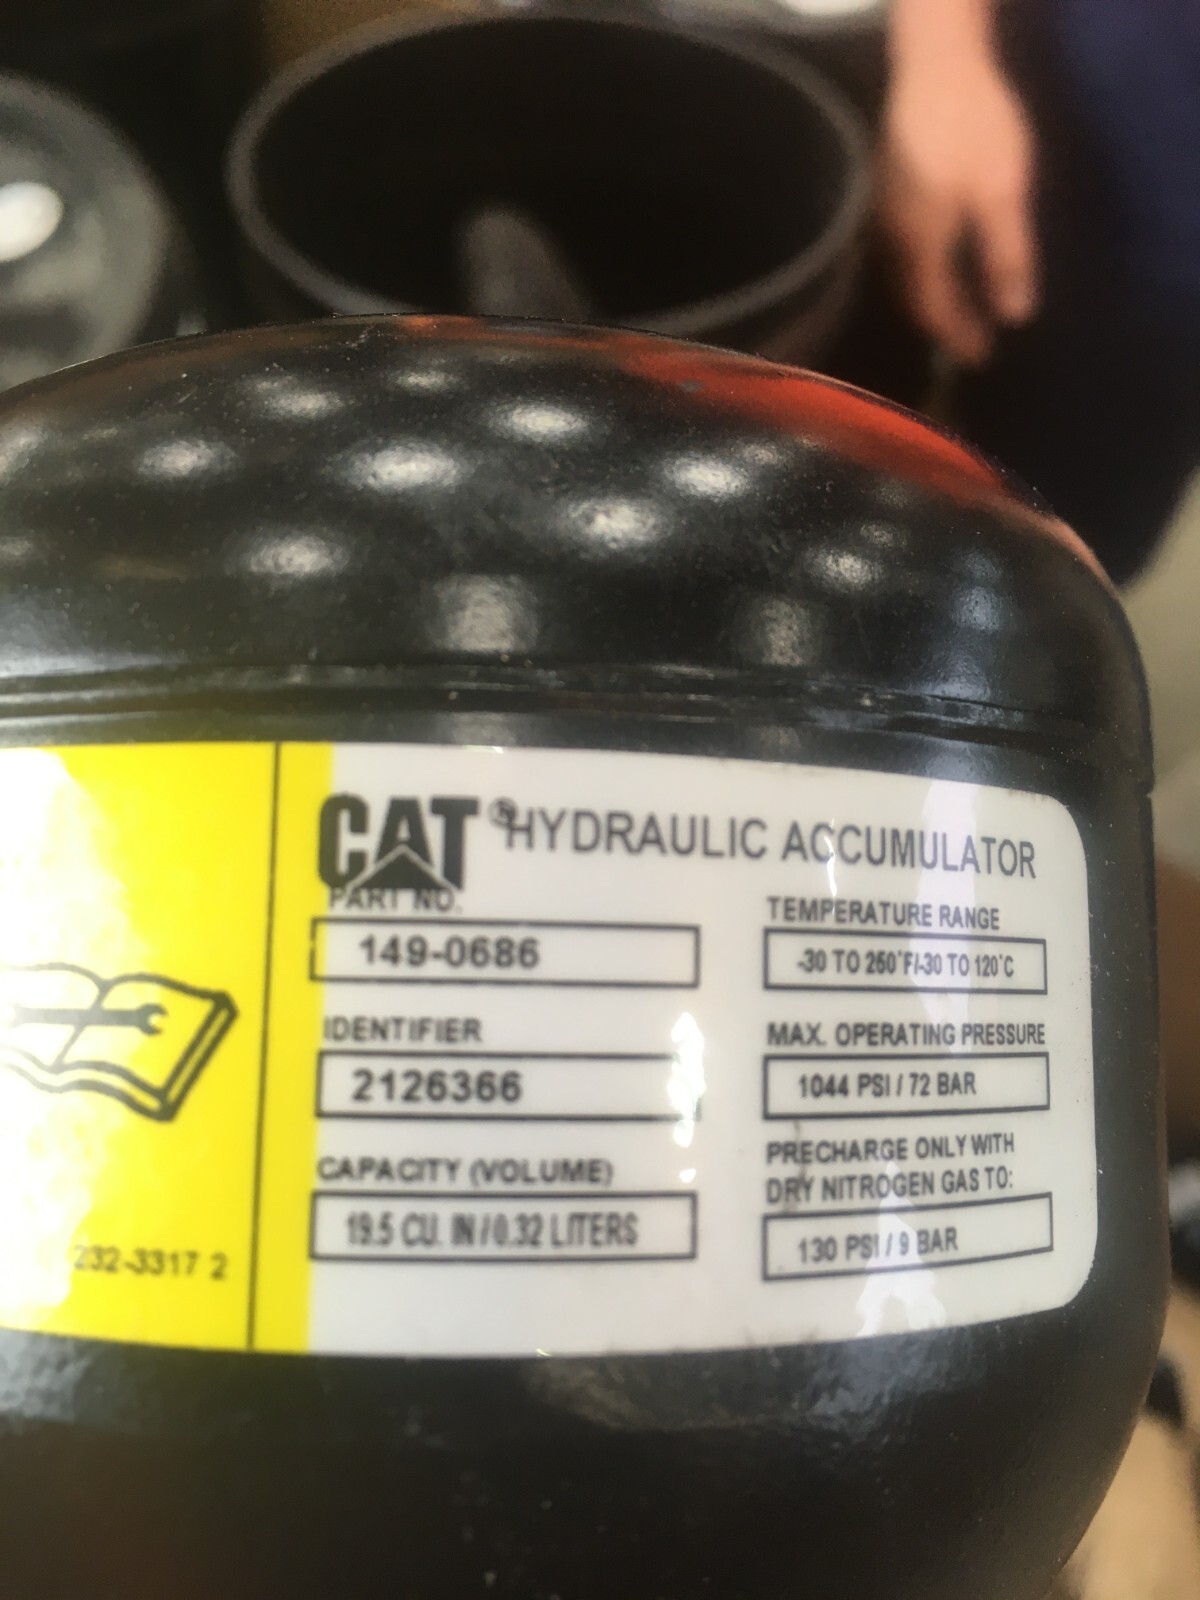 CAT® HYDRAULIC ACCUMULATOR
PART NO.
149-0686
IDENTIFIER
2126366
CAPACITY (VOLUME)
19.5 CU. IN / 0.32 LITERS
TEMPERATURE RANGE
-30 TO 250°F/-30 TO 120°C
MAX. OPERATING PRESSURE
1044 PSI / 72 BAR
PRECHARGE ONLY WITH
DRY NITROGEN GAS TO:
130 PSI / 9 BAR
232-3317 2